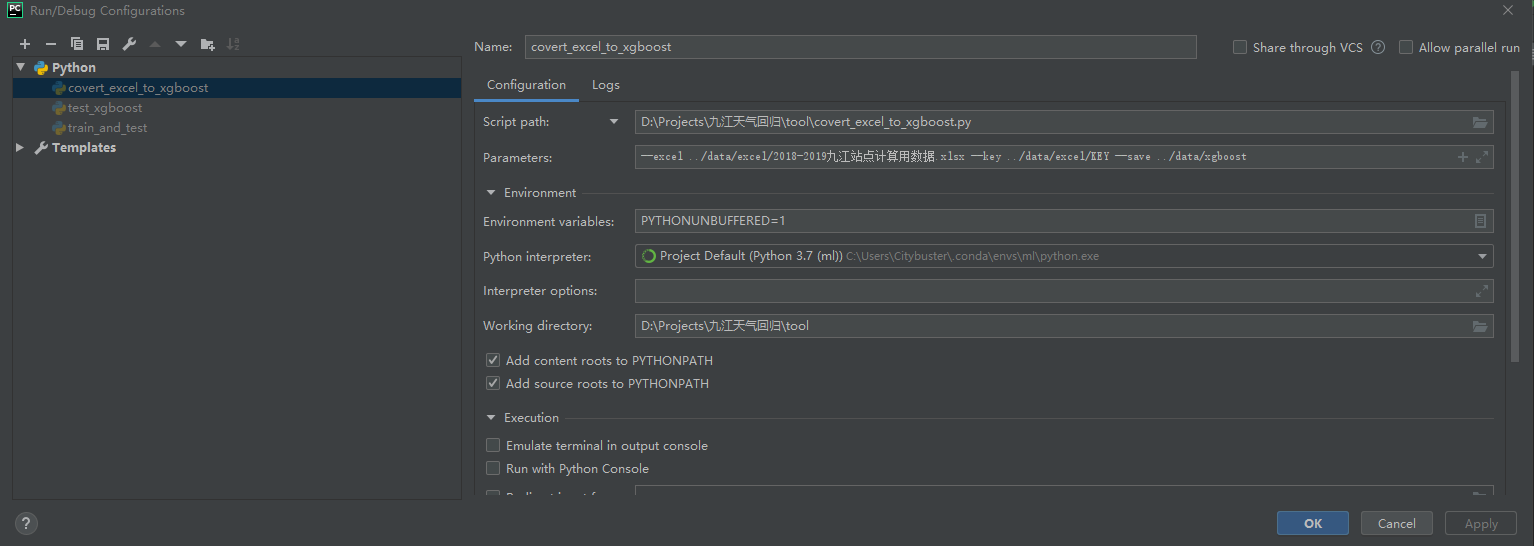 PC Run/Debug Configurations
Name: covert_excel_to_xgboost
Share through VCS ? Allow parallel run
Python
covert_excel_to_xgboost
test_xgboost
train_and_test
Templates
Configuration Logs
Script path: D:\Projects\九江天气回归\tool\covert_excel_to_xgboost.py
Parameters: --excel ../data/excel/2018-2019九江站点计算用数据.xlsx --key ../data/excel/KEY --save ../data/xgboost
Environment
Environment variables: PYTHONUNBUFFERED=1
Python interpreter: Project Default (Python 3.7 (ml)) C:\Users\Citybuster\.conda\envs\ml\python.exe
Interpreter options:
Working directory: D:\Projects\九江天气回归\tool
Add content roots to PYTHONPATH
Add source roots to PYTHONPATH
Execution
Emulate terminal in output console
Run with Python Console
? OK Cancel Apply